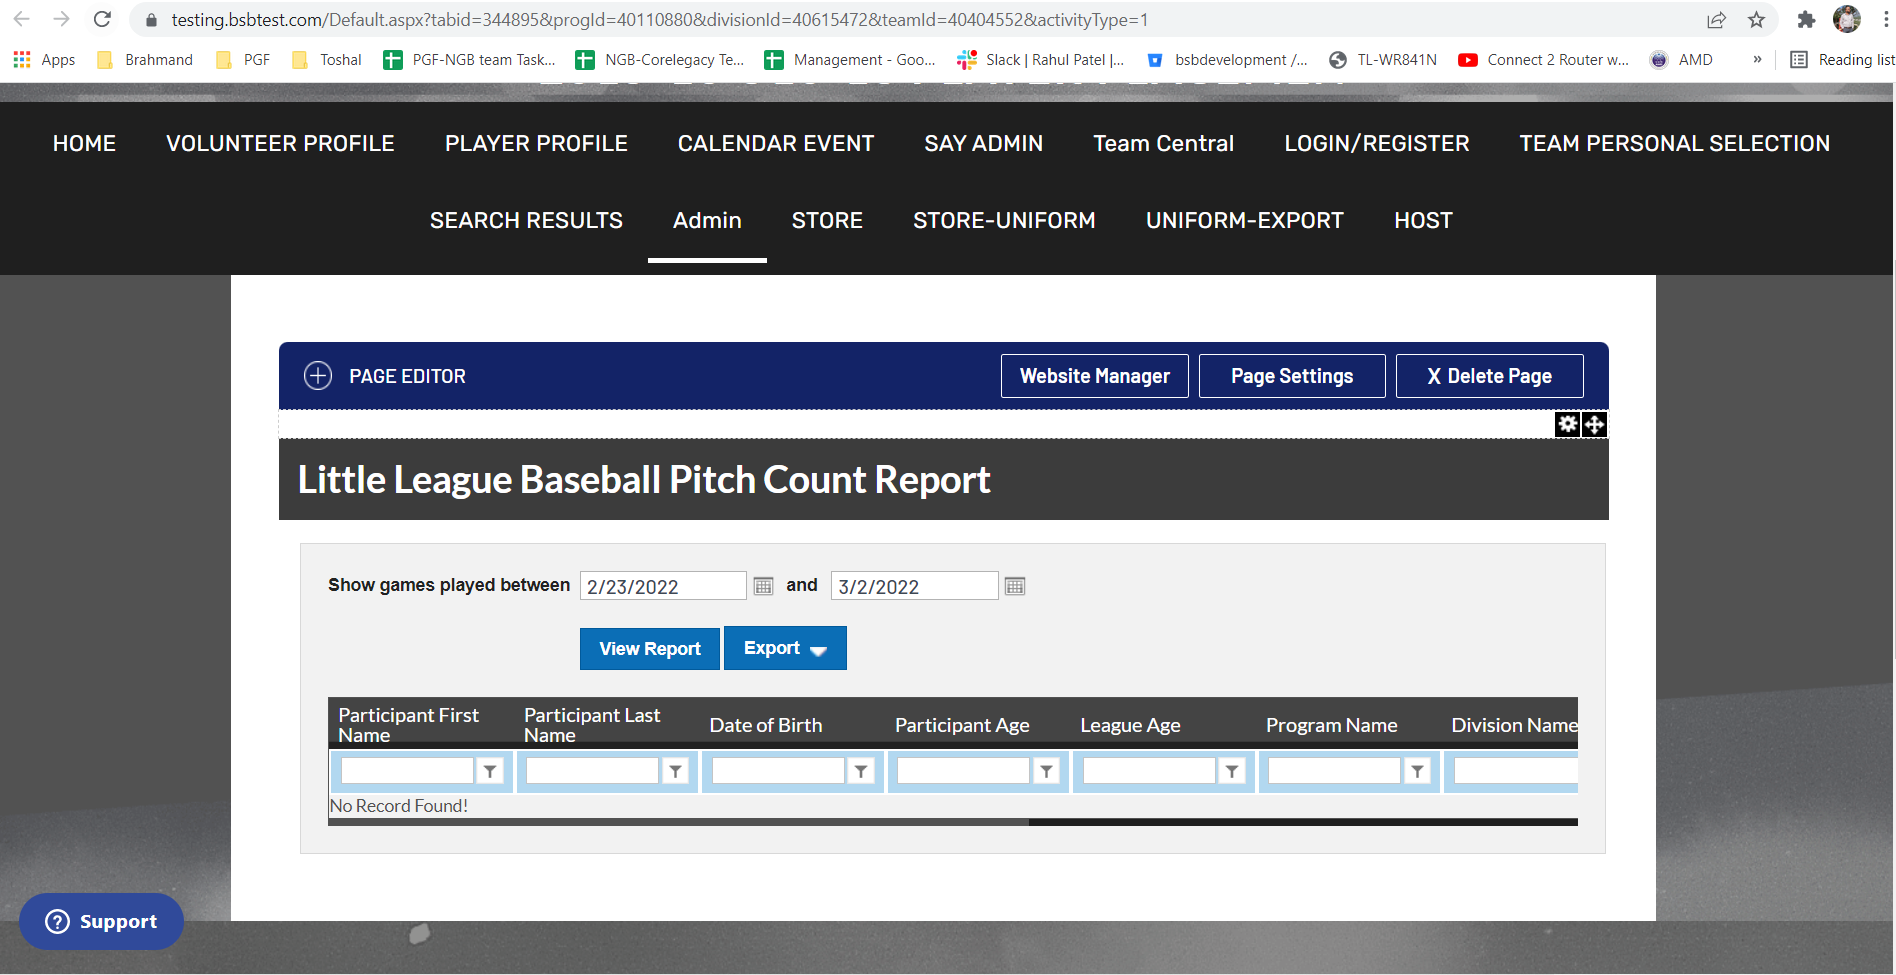 testing.bsbtest.com/Default.aspx?tabid=344895&progId=40110880&divisionId=40615472&teamId=40404552&activityType=1
Apps Brahmand PGF Toshal PGF-NGB team Task... NGB-Corelegacy Te... Management - Goo... Slack | Rahul Patel |... bsbdevelopment /... TL-WR841N Connect 2 Router w... AMD » Reading list
HOME VOLUNTEER PROFILE PLAYER PROFILE CALENDAR EVENT SAY ADMIN Team Central LOGIN/REGISTER TEAM PERSONAL SELECTION
SEARCH RESULTS Admin STORE STORE-UNIFORM UNIFORM-EXPORT HOST
PAGE EDITOR Website Manager Page Settings X Delete Page
Little League Baseball Pitch Count Report
Show games played between 2/23/2022 and 3/2/2022
View Report Export
Participant First Name Participant Last Name Date of Birth Participant Age League Age Program Name Division Name
No Record Found!
? Support